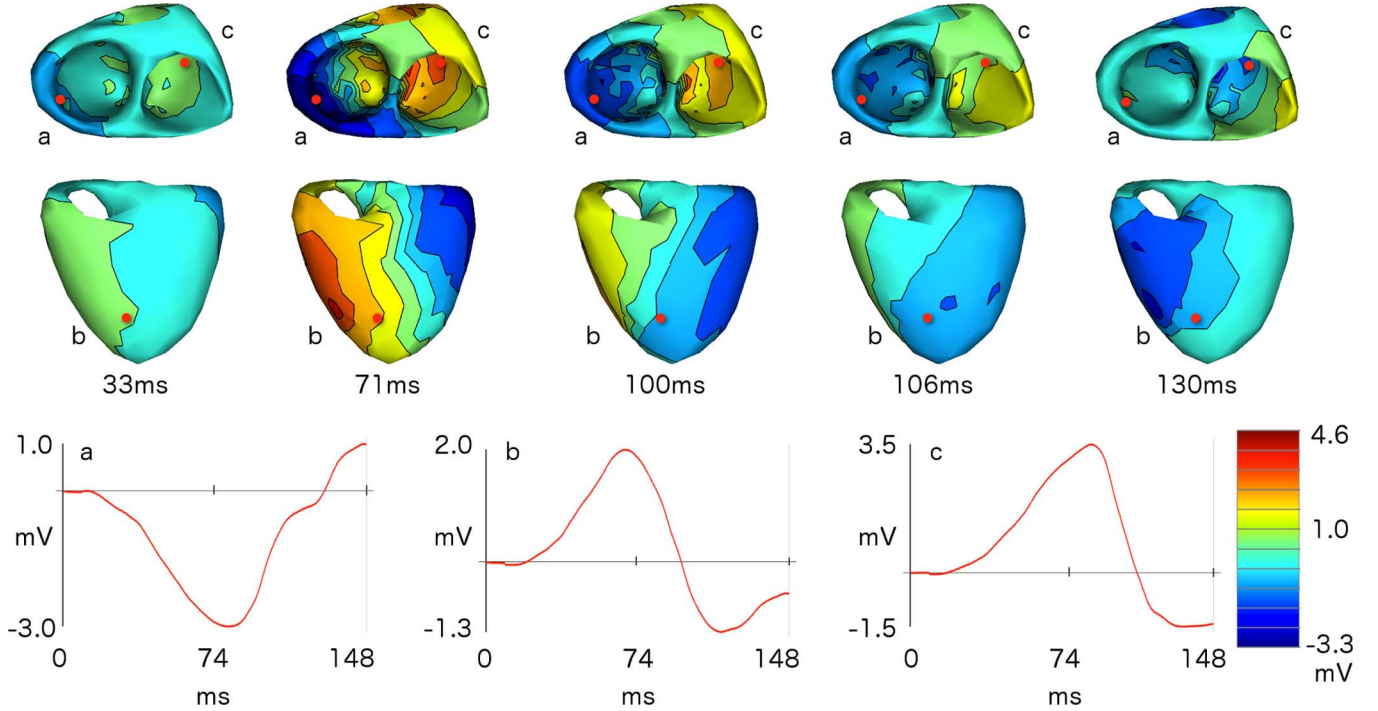 c c c c c
a a a a a
b b b b b
33ms 71ms 100ms 106ms 130ms
1.0 a 2.0 b 3.5 c 4.6
mV mV mV 1.0
-3.0 -1.3 -1.5 -3.3
0 74 148 0 74 148 0 74 148 mV
ms ms ms